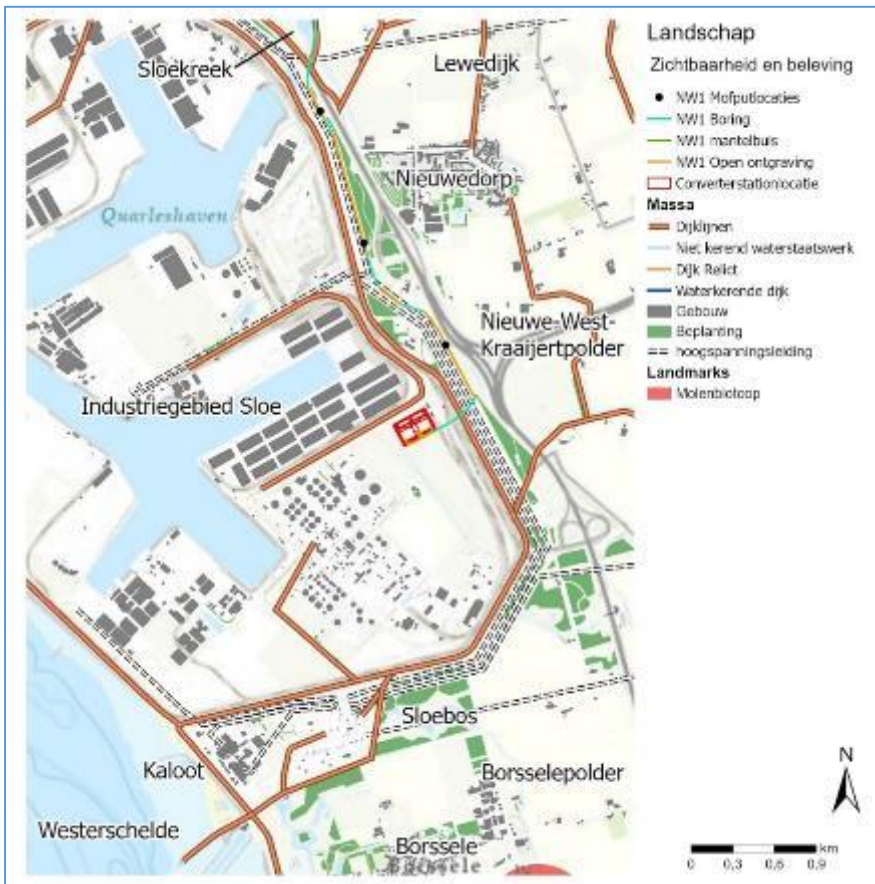 Landschap
Zichtbaarheid en beleving
NW1 Mofputlocaties
NW1 Boring
NW1 mantelbuis
NW1 Open ontgraving
Converterstationlocatie
Massa
Dijklijnen
Niet kerend waterstaatswerk
Dijk Relict
Waterkerende dijk
Gebouw
Beplanting
hoogspanningsleiding
Landmarks
Molenbiotoop
Sloekreek
Lewedijk
Nieuwedorp
Quarleshaven
Nieuwe-West-
Kraaijertpolder
Industriegebied Sloe
Sloebos
Kaloot
Borsselepolder
Westerschelde
Borssele
Borssele
N
km
0 0,3 0,6 0,9